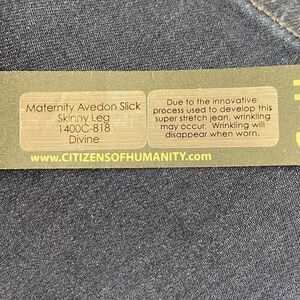 Maternity Avedon Slick
Skinny Leg
1400C-818
Divine
Due to the innovative
process used to develop this
super stretch jean, wrinkling
may occur. Wrinkling will
disappear when worn.
www.CITIZENSOFHUMANITY.com